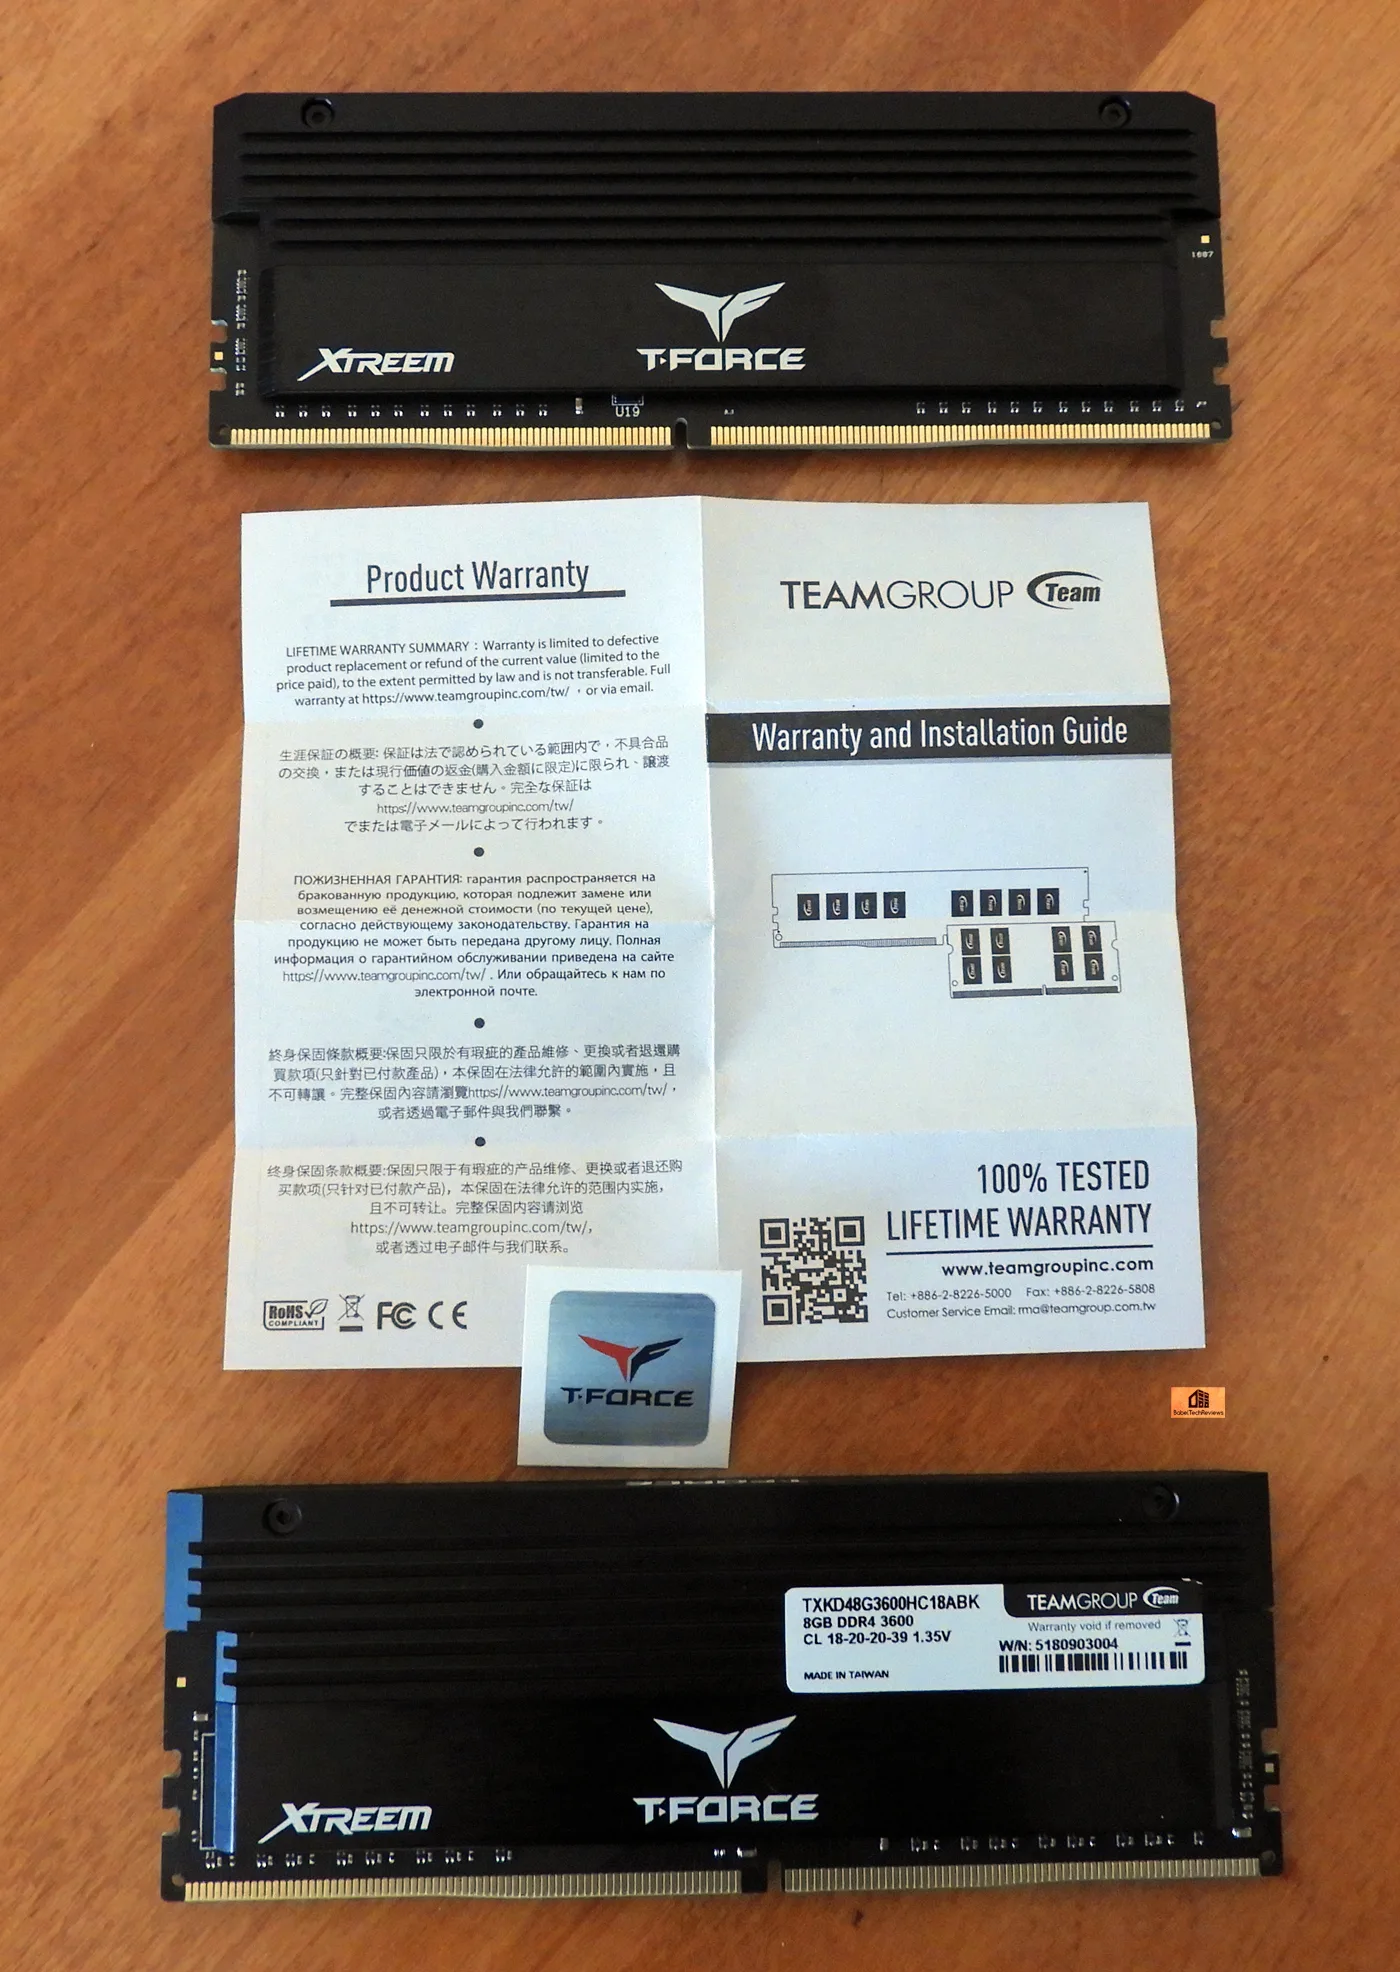 1607
XTREEM
T-FORCE
U19
Product Warranty
LIFETIME WARRANTY SUMMARY : Warranty is limited to defective
product replacement or refund of the current value (limited to the
price paid), to the extent permitted by law and is not transferable. Full
warranty at https://www.teamgroupinc.com/tw/ ，or via email.
生涯保証の概要: 保証は法で認められている範囲内で，不具合品
の交換，または現行価値の返金(購入金額に限定)に限られ、譲渡
することはできません。完全な保証は
https://www.teamgroupinc.com/tw/
でまたは電子メールによって行われます。
ПОЖИЗНЕННАЯ ГАРАНТИЯ: гарантия распространяется на
бракованную продукцию, которая подлежит замене или
возмещению её денежной стоимости (по текущей цене),
согласно действующему законодательству. Гарантия на
продукцию не может быть передана другому лицу. Полная
информация о гарантийном обслуживании приведена на сайте
https://www.teamgroupinc.com/tw/ . Или обращайтесь к нам по
электронной почте.
終身保固條款概要:保固只限於有瑕疵的產品維修、更換或者退還購
買款項(只針對已付款產品)，本保固在法律允許的範圍內實施，且
不可轉讓。完整保固內容請瀏覽https://www.teamgroupinc.com/tw/，
或者透過電子郵件與我們聯繫。
终身保固条款概要:保固只限于有瑕疵的产品维修、更换或者退还购
买款项(只针对已付款产品)，本保固在法律允许的范围内实施，
且不可转让。完整保固内容请浏览
https://www.teamgroupinc.com/tw/，
或者透过电子邮件与我们联系。
RoHS
COMPLIANT
FC CE
TEAMGROUP Team
Warranty and Installation Guide
100% TESTED
LIFETIME WARRANTY
www.teamgroupinc.com
Tel: +886-2-8226-5000 Fax: +886-2-8226-5808
Customer Service Email: rma@teamgroup.com.tw
T-FORCE
BabelTechReviews
TXKD48G3600HC18ABK
8GB DDR4 3600
CL 18-20-20-39 1.35V
MADE IN TAIWAN
TEAMGROUP Team
Warranty void if removed
W/N: 5180903004
XTREEM
T-FORCE